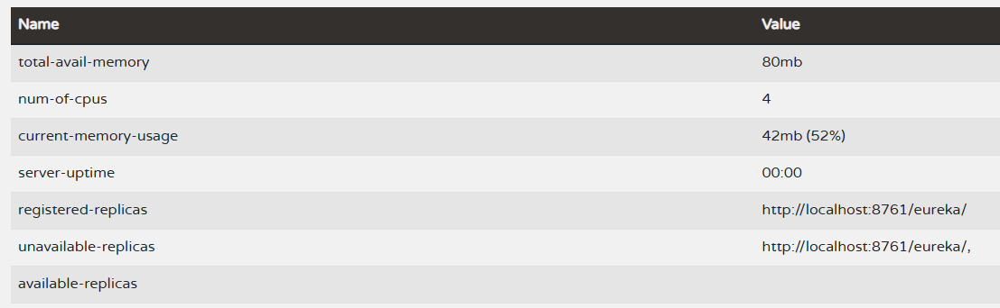 Name Value
total-avail-memory 80mb
num-of-cpus 4
current-memory-usage 42mb (52%)
server-uptime 00:00
registered-replicas http://localhost:8761/eureka/
unavailable-replicas http://localhost:8761/eureka/,
available-replicas